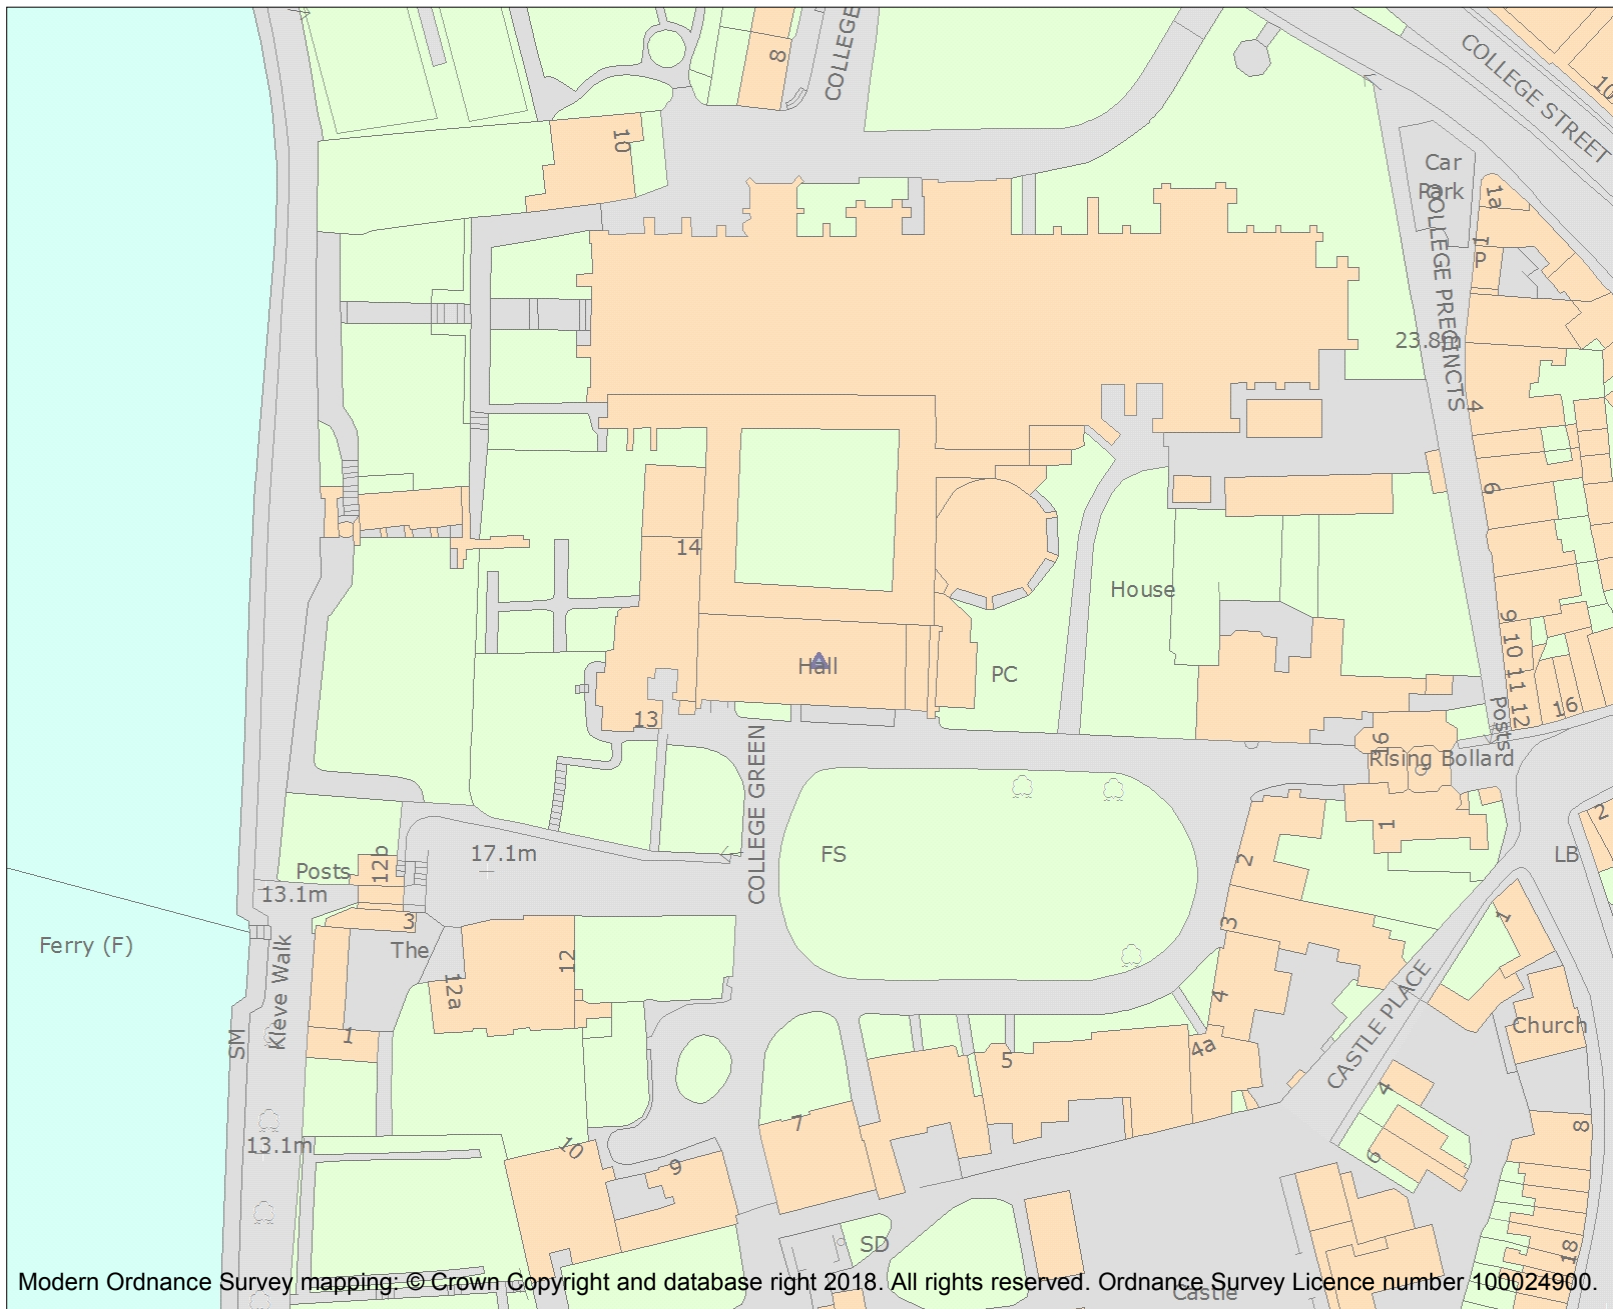 COLLEGE
8
COLLEGE STREET
10
10
Car
Park
1a
COLLEGE PRECINCTS
23.8m
4
6
14
House
Hall
PC
9
10
11
12
16
Posts
13
16
Rising Bollard
COLLEGE GREEN
1
2
LB
FS
2
17.1m
12b
Posts
13.1m
3
3
Ferry (F)
The
12
12a
Kleve Walk
SM
1
4
CASTLE PLACE
1
Church
5
4a
4
7
8
13.1m
10
9
6
SD
18
Castle
Modern Ordnance Survey mapping: © Crown Copyright and database right 2018. All rights reserved. Ordnance Survey Licence number 100024900.